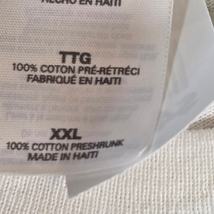 HECHO EN HAITI
TTG
100% COTON PRÉ-RÉTRÉCI
FABRIQUÉ EN HAÏTI
XXL
100% COTTON PRESHRUNK
MADE IN HAITI